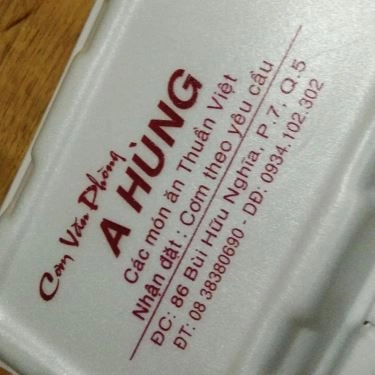 Cơm Văn Phòng
A HÙNG
Các món ăn Thuần Việt
Nhận đặt : Cơm theo yêu cầu
ĐC: 86 Bùi Hữu Nghĩa, P.7, Q.5
ĐT: 08 38380690 - DĐ: 0934.102.302